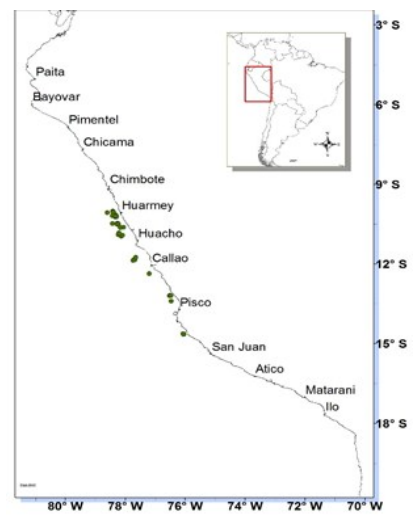 3° S
Paita
Bayovar
6° S
Pimentel
Chicama
9° S
Chimbote
Huarmey
Huacho
12° S
Callao
Pisco
15° S
San Juan
Atico
Matarani
Ilo
18° S
80° W 78° W 76° W 74° W 72° W 70° W